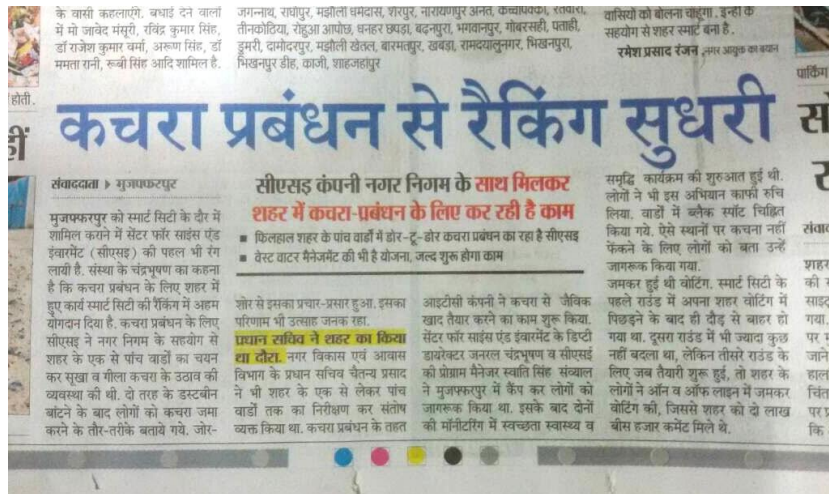 के वासी कहलाएंगे. बधाई देने वालों
में मो जावेद मंसूरी, रविंद्र कुमार सिंह,
डॉ राजेश कुमार वर्मा, अरूण सिंह, डॉ
ममता रानी, रूबी सिंह आदि शामिल है.
जगन्नाथ, राघोपुर, मझौली धर्मदास, शेरपुर, नारायणपुर अनंत,
तीनकोठिया, रोहुआ आपोछ, धनहर छपड़ा, बढ़नपुरा, भगवानपुर, गोबरसही, पताही,
डुमरी, दामोदरपुर, मझौली खेतल, बारमतपुर, खबड़ा, रामदयालुनगर, भिखनपुरा,
भिखनपुर डीह, काजी, शाहजहांपुर
वासियों को बोलना चाहूंगा. इन्हीं के
सहयोग से शहर स्मार्ट बना है.
रमेश प्रसाद रंजन, नगर आयुक्त का बयान
होती.
पार्किंग
कचरा प्रबंधन से रैकिंग सुधरी
संवाददाता ▸ मुजफ्फरपुर
मुजफ्फरपुर को स्मार्ट सिटी के दौर में
शामिल कराने में सेंटर फॉर साइंस एंड
इंवारमेंट (सीएसइ) की पहल भी रंग
लायी है. संस्था के चंद्रभूषण का कहना
है कि कचरा प्रबंधन के लिए शहर में
हुए कार्य स्मार्ट सिटी की रैंकिंग में अहम
योगदान दिया है. कचरा प्रबंधन के लिए
सीएसइ ने नगर निगम के सहयोग से
शहर के एक से पांच वार्डों का चयन
कर सूखा व गीला कचरा के उठाव की
व्यवस्था की थी. दो तरह के डस्टबीन
बांटने के बाद लोगों को कचरा जमा
करने के तौर-तरीके बताये गये. जोर-
सीएसइ कंपनी नगर निगम के साथ मिलकर
शहर में कचरा-प्रबंधन के लिए कर रही है काम
■ फिलहाल शहर के पांच वार्डों में डोर-टू-डोर कचरा प्रबंधन का रहा है सीएसइ
■ वेस्ट वाटर मैनेजमेंट की भी है योजना, जल्द शुरू होगा काम
शोर से इसका प्रचार-प्रसार हुआ. इसका
परिणाम भी उत्साह जनक रहा.
प्रधान सचिव ने शहर का किया
था दौरा. नगर विकास एवं आवास
विभाग के प्रधान सचिव चैतन्य प्रसाद
ने भी शहर के एक से लेकर पांच
वार्डों तक का निरीक्षण कर संतोष
व्यक्त किया था. कचरा प्रबंधन के तहत
आइटीसी कंपनी ने कचरा से जैविक
खाद तैयार करने का काम शुरू किया.
सेंटर फॉर साइंस एंड इंवारमेंट के डिप्टी
डायरेक्टर जनरल चंद्रभूषण व सीएसई
की प्रोग्राम मैनेजर स्वाति सिंह संव्याल
ने मुजफ्फरपुर में कैंप कर लोगों को
जागरूक किया था. इसके बाद दोनों
की मॉनीटरिंग में स्वच्छता स्वास्थ्य व
समृद्धि कार्यक्रम की शुरुआत हुई थी.
लोगों ने भी इस अभियान काफी रुचि
लिया. वार्डों में ब्लैक स्पॉट चिह्नित
किया गये. ऐसे स्थानों पर कचना नहीं
फेंकने के लिए लोगों को बता उन्हें
जागरूक किया गया.
जमकर हुई थी वोटिंग. स्मार्ट सिटी के
पहले राउंड में अपना शहर वोटिंग में
पिछड़ने के बाद ही दौड़ से बाहर हो
गया था. दूसरा राउंड में भी ज्यादा कुछ
नहीं बदला था, लेकिन तीसरे राउंड के
लिए जब तैयारी शुरू हुई, तो शहर के
लोगों ने ऑन व ऑफ लाइन में जमकर
वोटिंग की, जिससे शहर को दो लाख
बीस हजार कमेंट मिले थे.